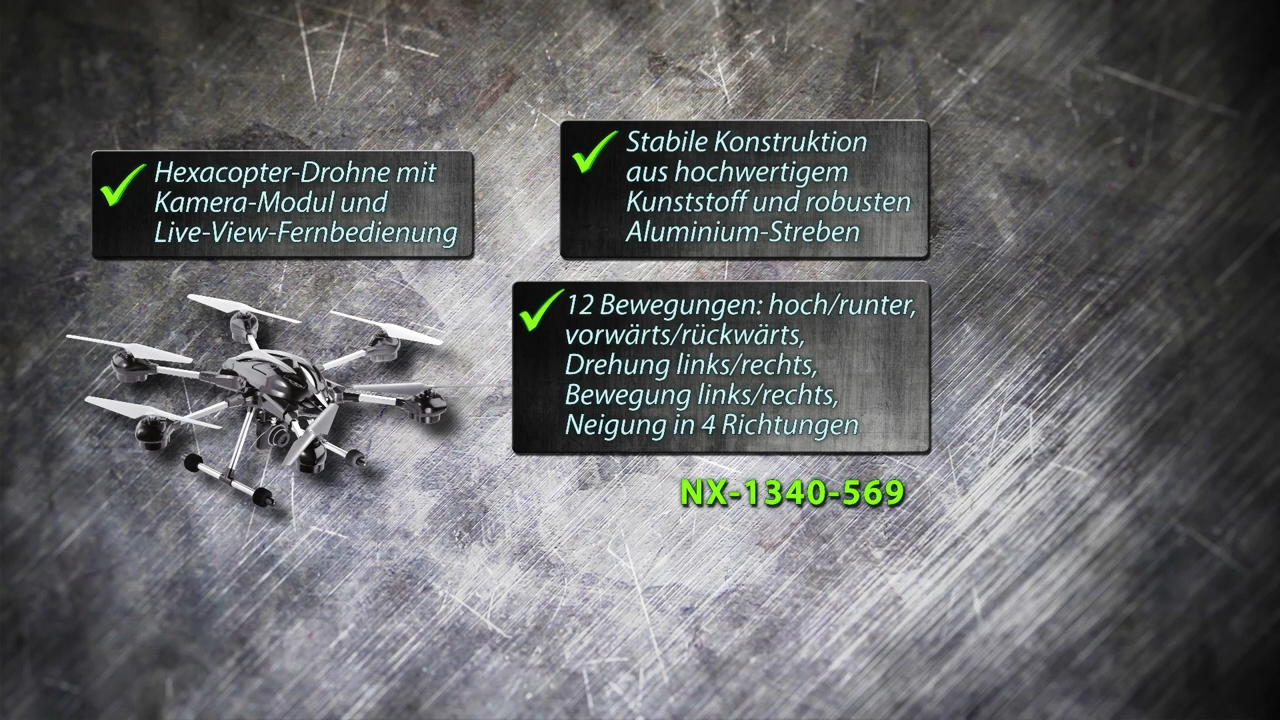 Hexacopter-Drohne mit
Kamera-Modul und
Live-View-Fernbedienung
Stabile Konstruktion
aus hochwertigem
Kunststoff und robusten
Aluminium-Streben
12 Bewegungen: hoch/runter,
vorwärts/rückwärts,
Drehung links/rechts,
Bewegung links/rechts,
Neigung in 4 Richtungen
NX-1340-569